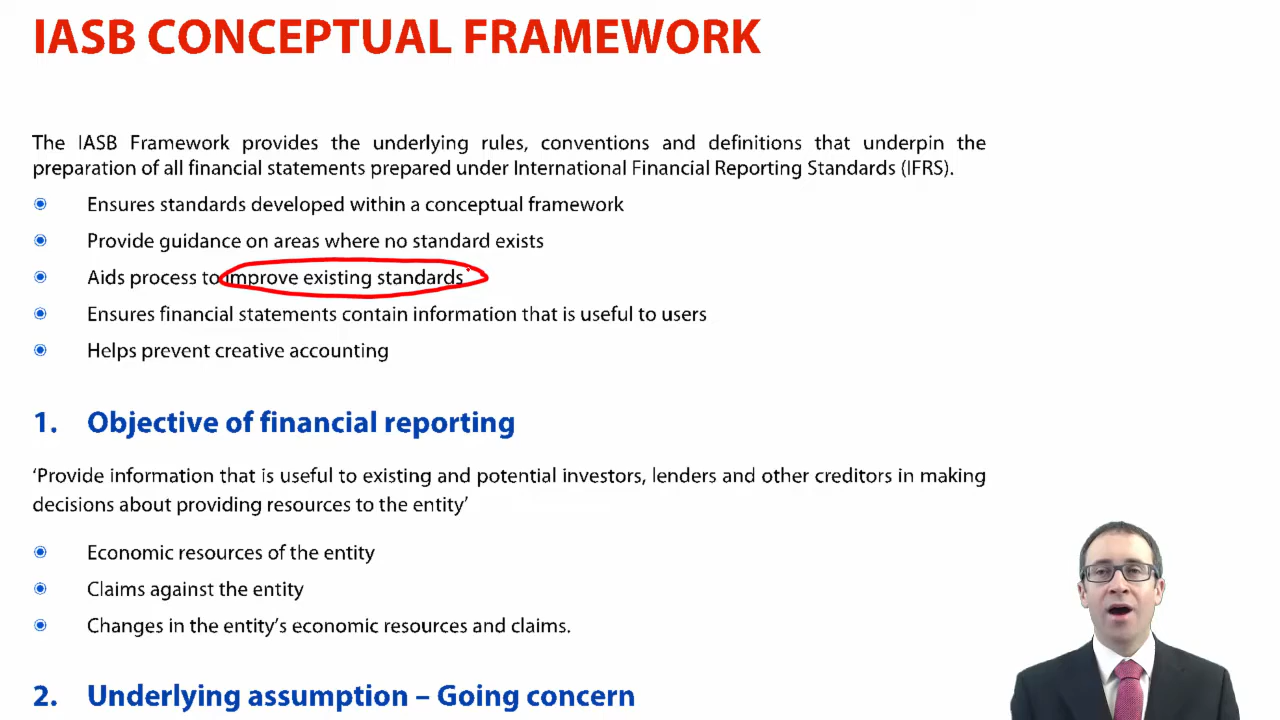 IASB CONCEPTUAL FRAMEWORK
The IASB Framework provides the underlying rules, conventions and definitions that underpin the
preparation of all financial statements prepared under International Financial Reporting Standards (IFRS).
Ensures standards developed within a conceptual framework
Provide guidance on areas where no standard exists
Aids process to improve existing standards
Ensures financial statements contain information that is useful to users
Helps prevent creative accounting
1. Objective of financial reporting
‘Provide information that is useful to existing and potential investors, lenders and other creditors in making
decisions about providing resources to the entity’
Economic resources of the entity
Claims against the entity
Changes in the entity’s economic resources and claims.
2. Underlying assumption – Going concern